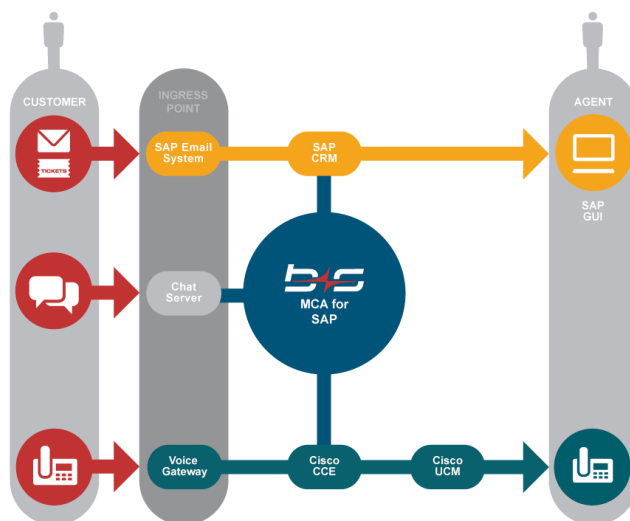 CUSTOMER
INGRESS
POINT
AGENT
TICKETS
SAP Email
System
SAP
CRM
SAP
GUI
Chat
Server
b+s
MCA for
SAP
Voice
Gateway
Cisco
CCE
Cisco
UCM